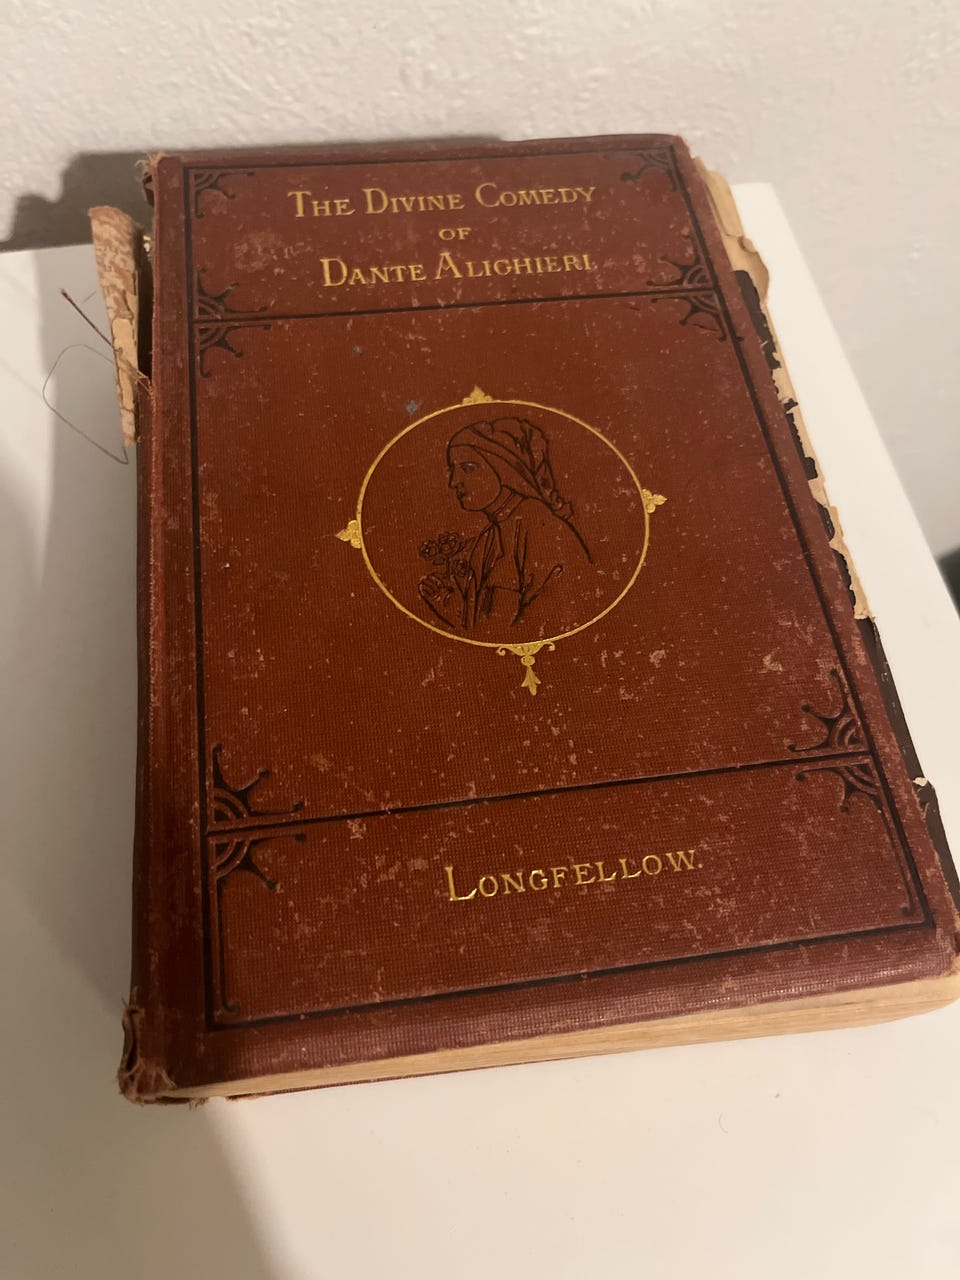 THE DIVINE COMEDY
OF
DANTE ALIGHIERI
LONGFELLOW.